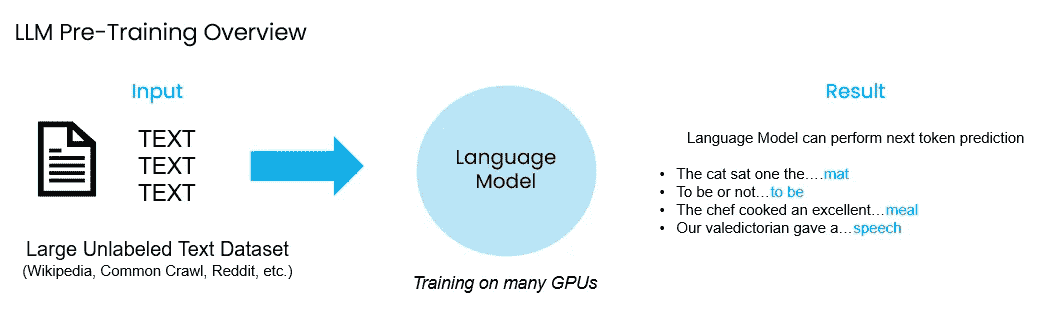 LLM Pre-Training Overview
Input
TEXT
TEXT
TEXT
Large Unlabeled Text Dataset
(Wikipedia, Common Crawl, Reddit, etc.)
Language
Model
Training on many GPUs
Result
Language Model can perform next token prediction
• The cat sat one the….mat
• To be or not…to be
• The chef cooked an excellent…meal
• Our valedictorian gave a…speech